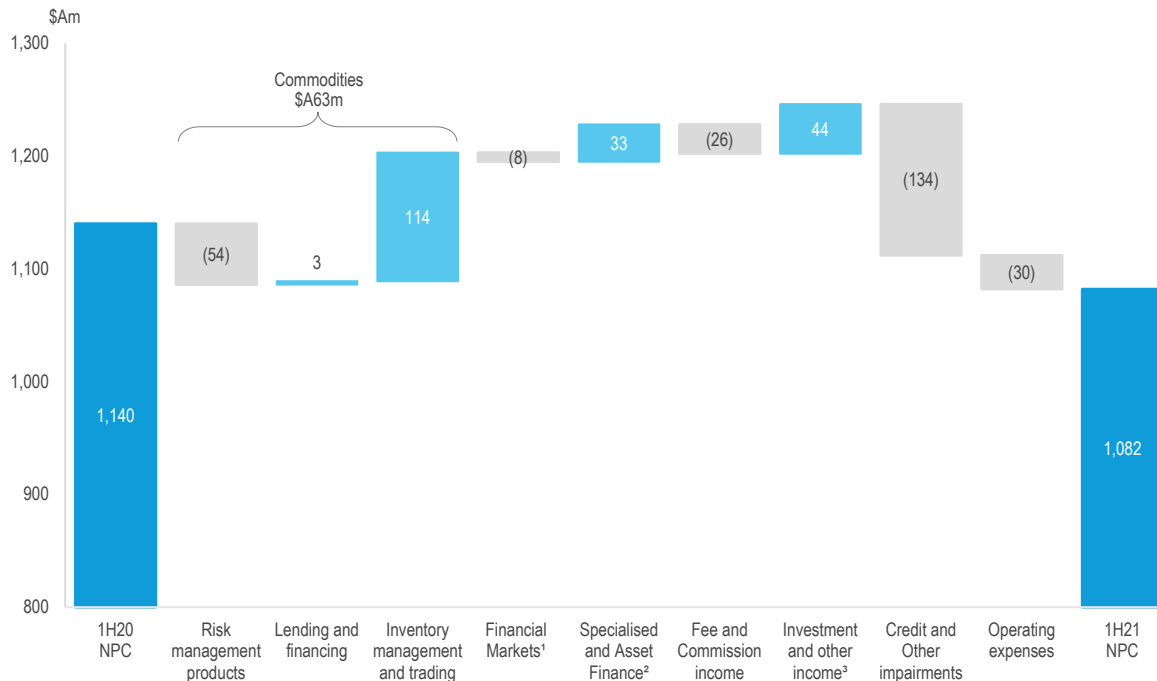 $Am
1,300
1,200
1,100
1,000
900
800
Commodities
$A63m
1,140
(54)
3
114
(8)
33
(26)
44
(134)
(30)
1,082
1H20
NPC
Risk
management
products
Lending and
financing
Inventory
management
and trading
Financial
Markets¹
Specialised
and Asset
Finance²
Fee and
Commission
income
Investment
and other
income³
Credit and
Other
impairments
Operating
expenses
1H21
NPC